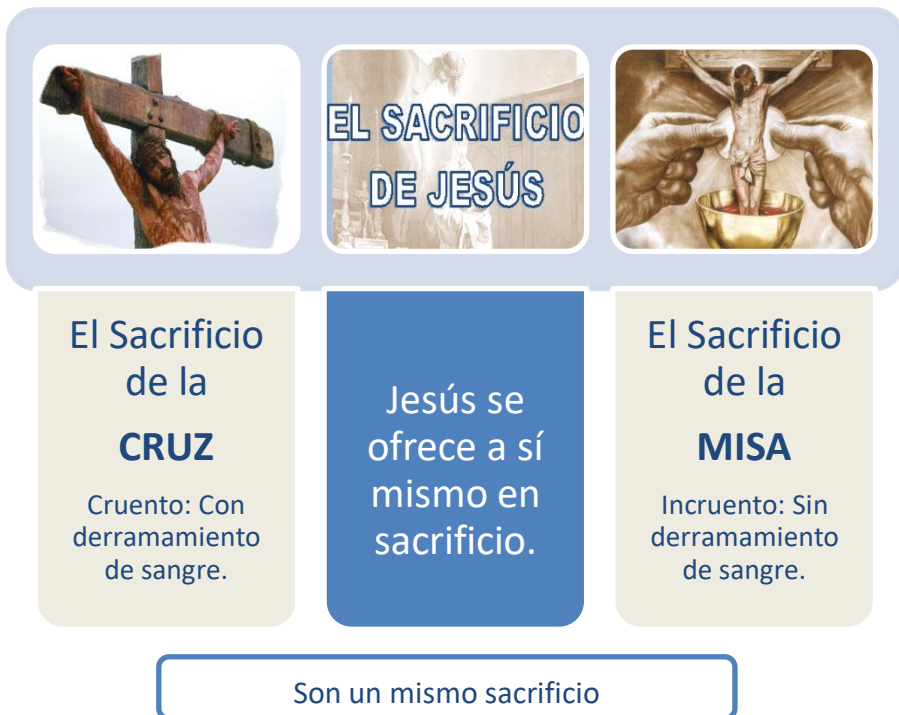 EL SACRIFICIO
DE JESÚS
El Sacrificio
de la
CRUZ
Cruento: Con
derramamiento
de sangre.
Jesús se
ofrece a sí
mismo en
sacrificio.
El Sacrificio
de la
MISA
Incruento: Sin
derramamiento
de sangre.
Son un mismo sacrificio